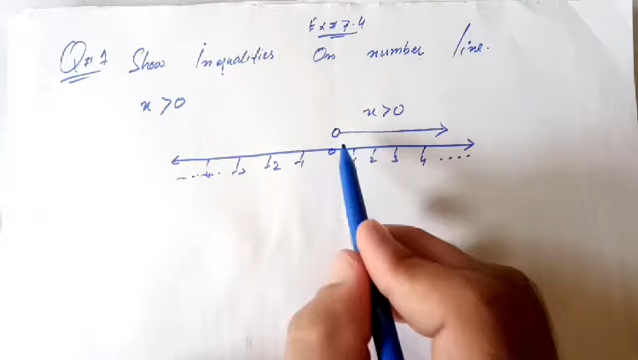 Ex # 7.4
Q # 1 Show Inequalities On number line.
x > 0
x > 0
0
-4 -3 -2 -1 0 1 2 3 4 ....